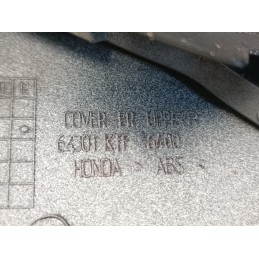 COVER FR UPPER
64301 KTF
HONDA > ABS <